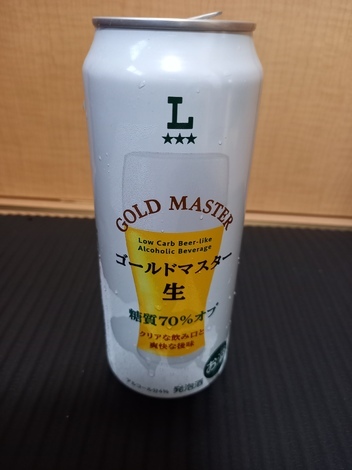 L
★★★
GOLD MASTER
Low Carb Beer-like
Alcoholic Beverage
ゴールドマスター
生
糖質70%オフ
クリアな飲み口と
爽快な後味
お酒
発泡酒